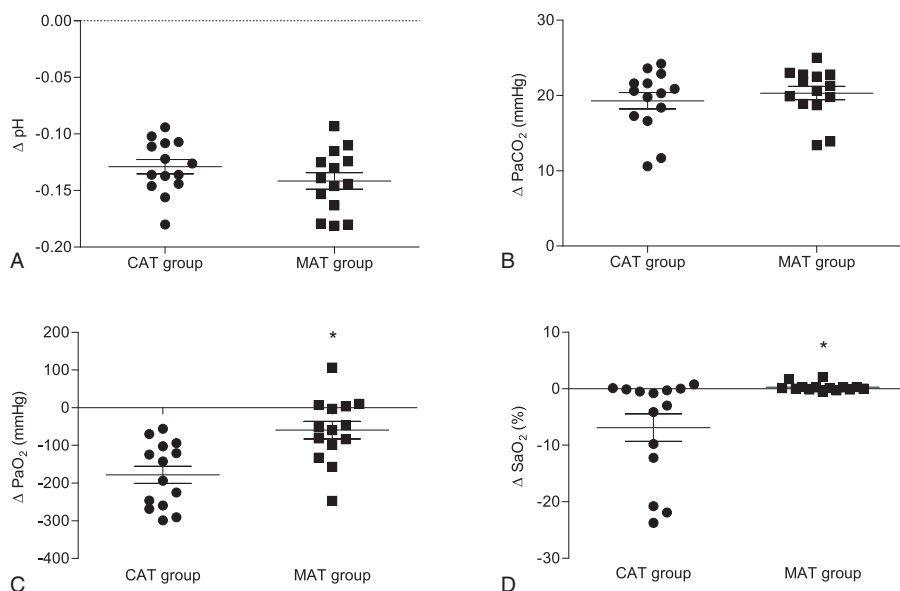 0.00
-0.05
-0.10
-0.15
-0.20
Δ pH
CAT group
MAT group
A
30
20
10
0
Δ PaCO₂ (mmHg)
CAT group
MAT group
B
200
100
0
-100
-200
-300
-400
Δ PaO₂ (mmHg)
*
CAT group
MAT group
C
10
0
-10
-20
-30
Δ SaO₂ (%)
*
CAT group
MAT group
D